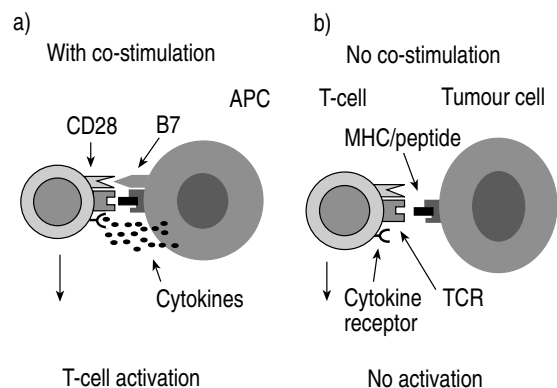 a)
With co-stimulation
APC
CD28
B7
Cytokines
T-cell activation
b)
No co-stimulation
T-cell
Tumour cell
MHC/peptide
Cytokine
receptor
TCR
No activation